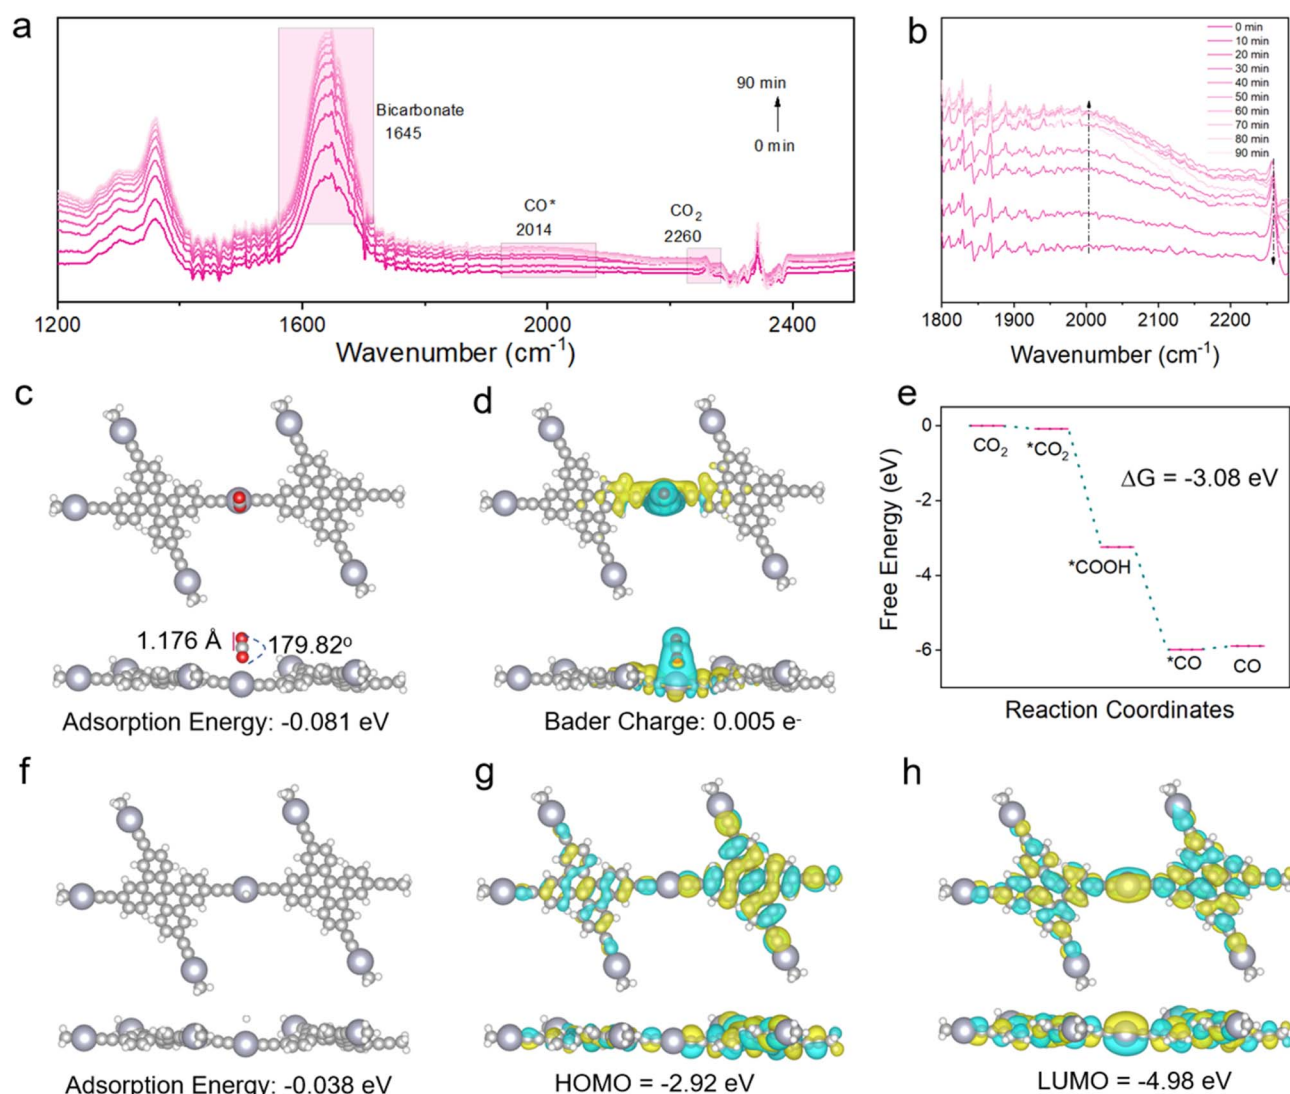 a
Bicarbonate
1645
CO*
2014
CO₂
2260
90 min
0 min
1200
1600
2000
2400
Wavenumber (cm⁻¹)
b
0 min
10 min
20 min
30 min
40 min
50 min
60 min
70 min
80 min
90 min
1800
1900
2000
2100
2200
Wavenumber (cm⁻¹)
c
1.176 Å
179.82º
Adsorption Energy: -0.081 eV
d
Bader Charge: 0.005 e⁻
e
Free Energy (eV)
0
-2
-4
-6
CO₂
*CO₂
ΔG = -3.08 eV
*COOH
*CO
CO
Reaction Coordinates
f
Adsorption Energy: -0.038 eV
g
HOMO = -2.92 eV
h
LUMO = -4.98 eV